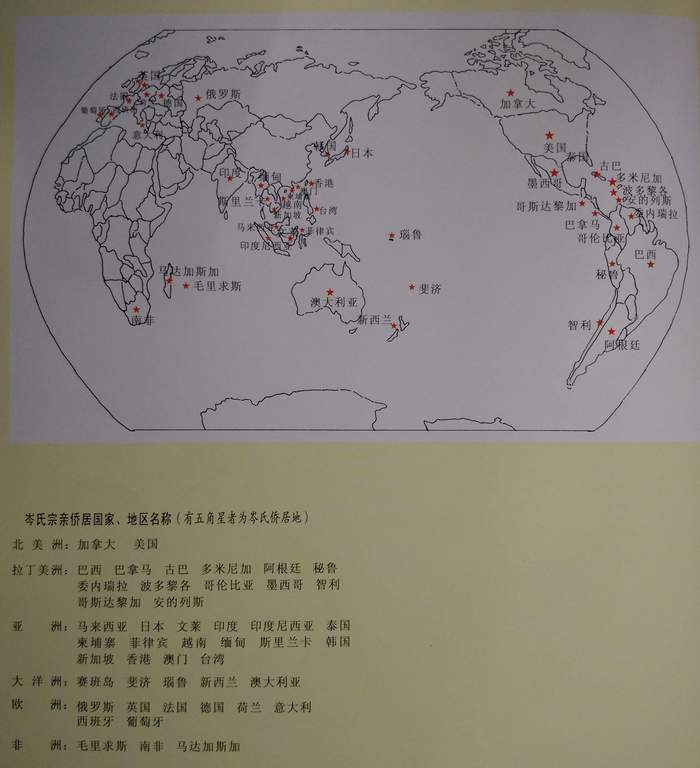 英国
法国
德国
葡萄牙
意大利
俄罗斯
加拿大
美国
泰国
古巴
墨西哥
多米尼加
波多黎各
安的列斯
委内瑞拉
哥斯达黎加
巴拿马
哥伦比亚
巴西
秘鲁
智利
阿根廷
韩国
日本
印度
缅甸
香港
柬埔寨
越南
斯里兰卡
新加坡
台湾
马来西亚
文莱
菲律宾
印度尼西亚
瑙鲁
马达加斯加
毛里求斯
南非
澳大利亚
斐济
新西兰
岑氏宗亲侨居国家、地区名称（有五角星者为岑氏侨居地）
北 美 洲：加拿大 美国
拉丁美洲：巴西 巴拿马 古巴 多米尼加 阿根廷 秘鲁
委内瑞拉 波多黎各 哥伦比亚 墨西哥 智利
哥斯达黎加 安的列斯
亚 洲：马来西亚 日本 文莱 印度 印度尼西亚 泰国
柬埔寨 菲律宾 越南 缅甸 斯里兰卡 韩国
新加坡 香港 澳门 台湾
大 洋 洲：赛班岛 斐济 瑙鲁 新西兰 澳大利亚
欧 洲：俄罗斯 英国 法国 德国 荷兰 意大利
西班牙 葡萄牙
非 洲：毛里求斯 南非 马达加斯加